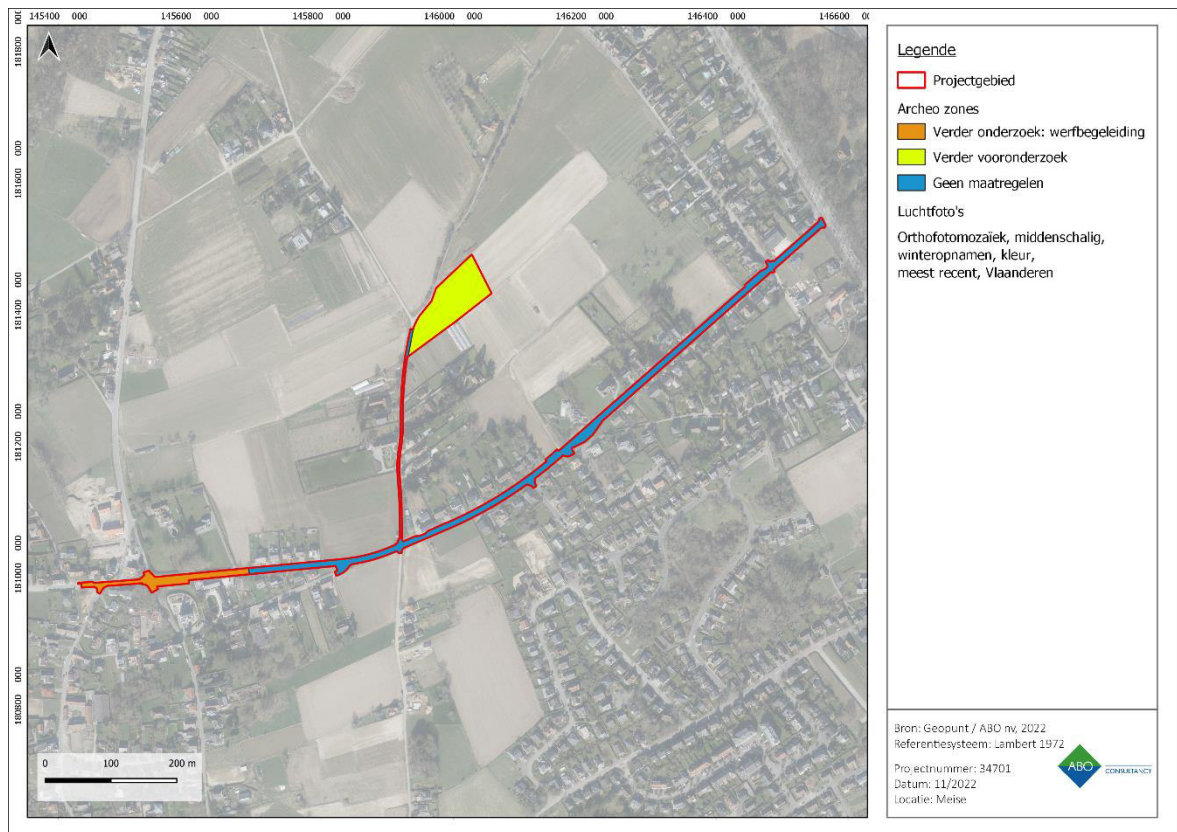 145400 000 145600 000 145800 000 146000 000 146200 000 146400 000 146600
181800 000
181600 000
181400 000
181200 000
181000 000
180800 000
0 100 200 m
Legende
Projectgebied
Archeo zones
Verder onderzoek: werfbegeleiding
Verder vooronderzoek
Geen maatregelen
Luchtfoto's
Orthofotomozaïek, middenschalig,
winteropnamen, kleur,
meest recent, Vlaanderen
Bron: Geopunt / ABO nv, 2022
Referentiesysteem: Lambert 1972
Projectnummer: 34701
Datum: 11/2022
Locatie: Meise
ABO
CONSULTANCY